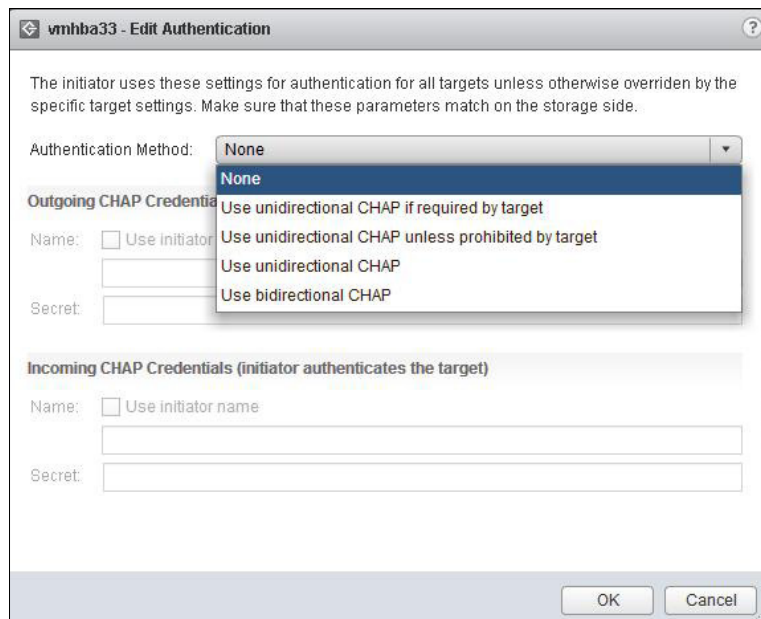 vmhba33 - Edit Authentication
?
The initiator uses these settings for authentication for all targets unless otherwise overriden by the
specific target settings. Make sure that these parameters match on the storage side.
Authentication Method: None
None
Use unidirectional CHAP if required by target
Use unidirectional CHAP unless prohibited by target
Use unidirectional CHAP
Use bidirectional CHAP
Outgoing CHAP Credentia
Name: Use initiator
Secret:
Incoming CHAP Credentials (initiator authenticates the target)
Name: Use initiator name
Secret:
OK Cancel